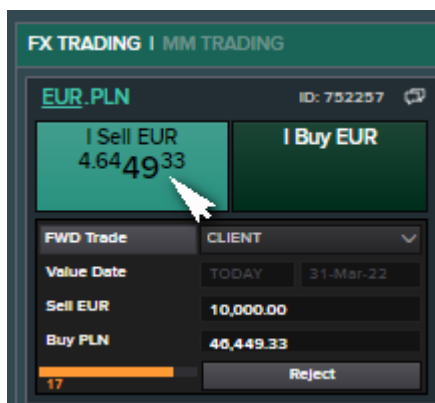 FX TRADING | MM TRADING
EUR.PLN ID: 752257
I Sell EUR I Buy EUR
4.644933
FWD Trade CLIENT
Value Date TODAY 31-Mar-22
Sell EUR 10,000.00
Buy PLN 46,449.33
17 Reject